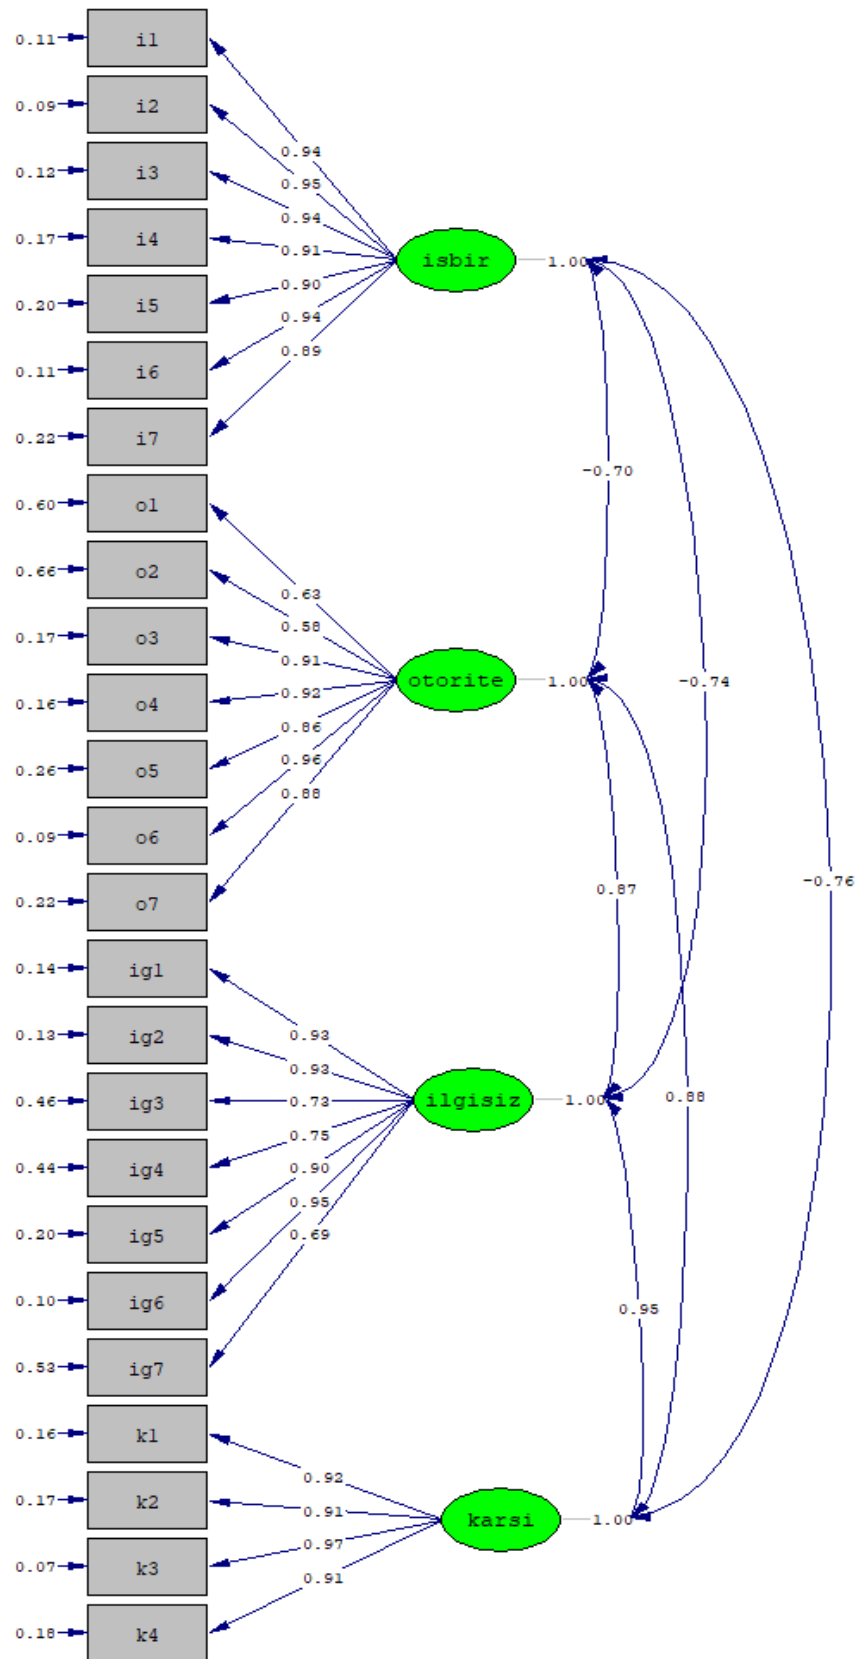 0.11 i1
0.09 i2
0.94
0.12 i3
0.95
0.94
0.17 i4
0.91
isbir 1.00
0.90
0.20 i5
0.94
0.89
0.11 i6
0.22 i7
-0.70
0.60 o1
0.66 o2
0.63
0.58
0.17 o3
0.91
otorite 1.00
-0.74
0.16 o4
0.92
0.86
0.26 o5
0.96
0.88
0.09 o6
-0.76
0.87
0.22 o7
0.14 ig1
0.13 ig2
0.93
0.93
0.46 ig3
0.73
ilgisiz 1.00
0.88
0.75
0.44 ig4
0.90
0.95
0.20 ig5
0.69
0.10 ig6
0.95
0.53 ig7
0.16 k1
0.92
0.17 k2
0.91
karsi 1.00
0.97
0.07 k3
0.91
0.18 k4